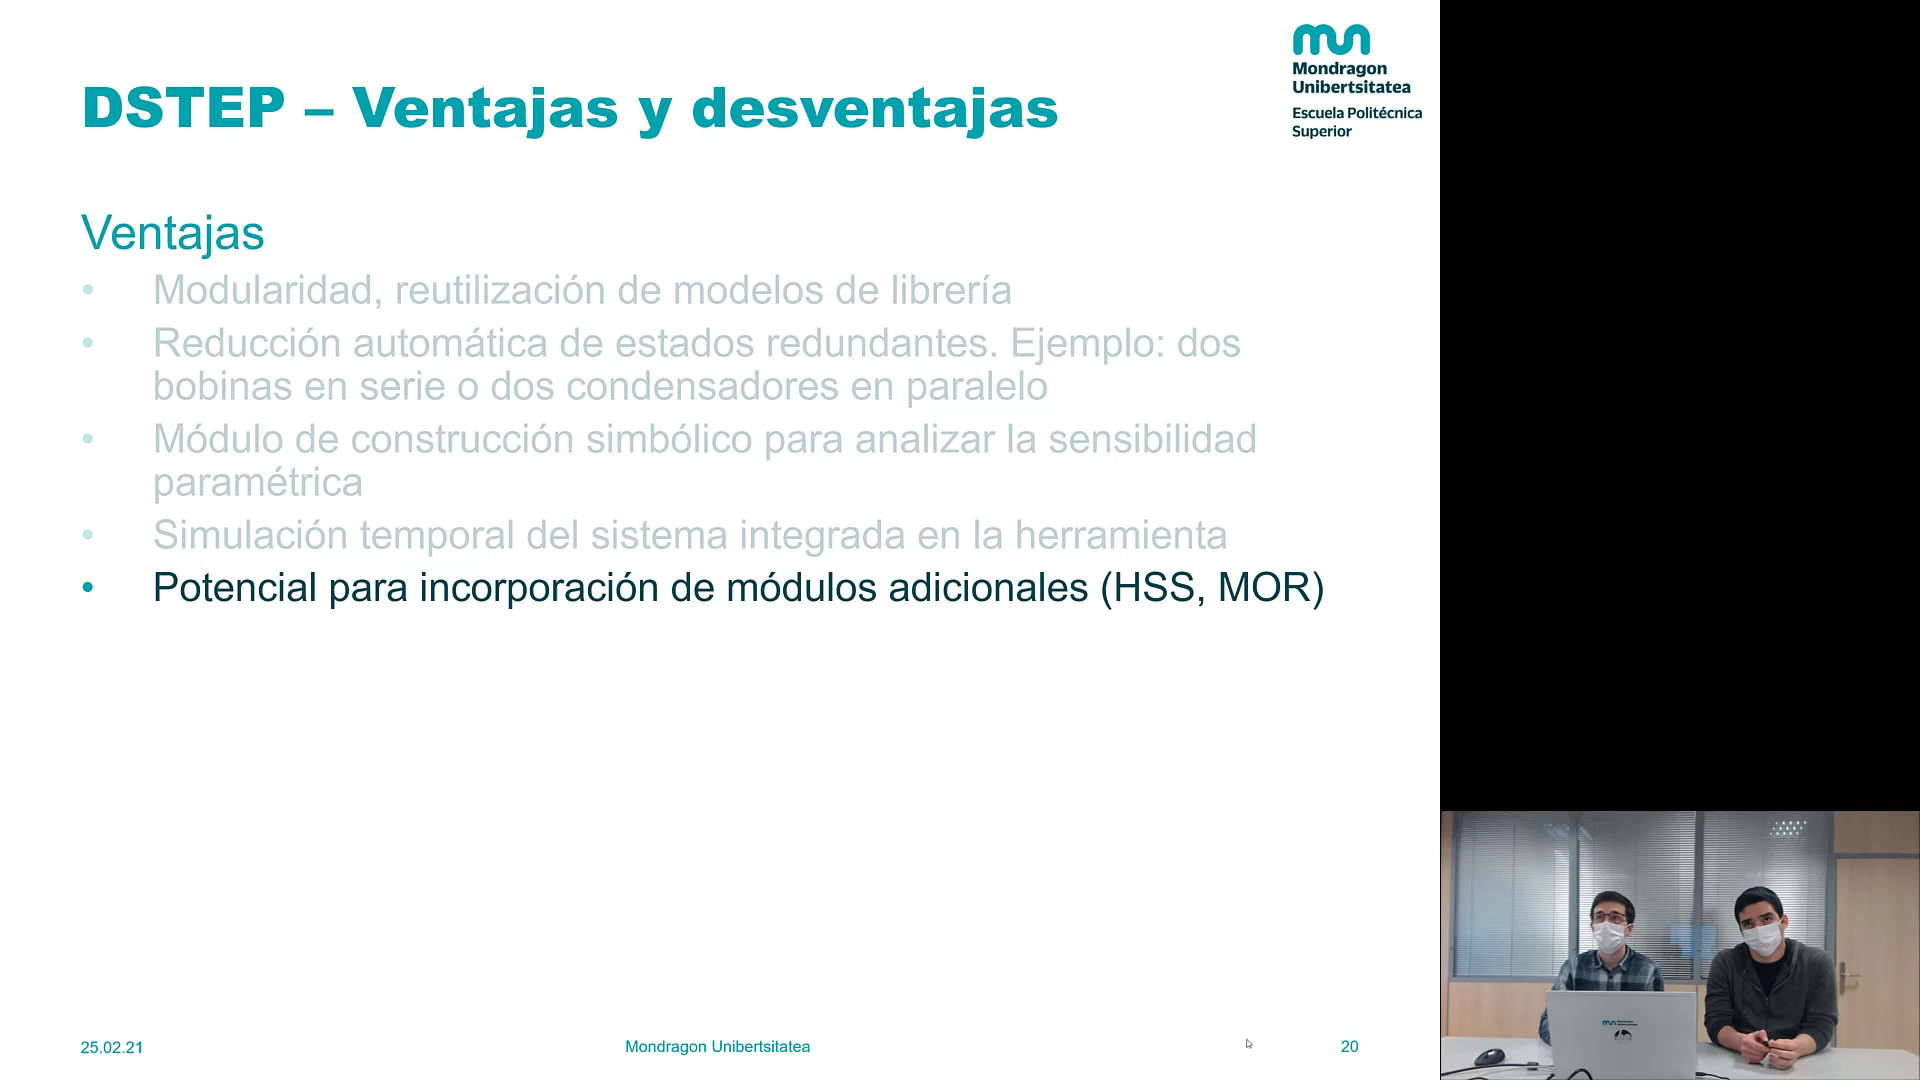 Mondragon
Unibertsitatea
Escuela Politécnica
Superior
DSTEP – Ventajas y desventajas
Ventajas
• Modularidad, reutilización de modelos de librería
• Reducción automática de estados redundantes. Ejemplo: dos
bobinas en serie o dos condensadores en paralelo
• Módulo de construcción simbólico para analizar la sensibilidad
paramétrica
• Simulación temporal del sistema integrada en la herramienta
• Potencial para incorporación de módulos adicionales (HSS, MOR)
25.02.21
Mondragon Unibertsitatea
20